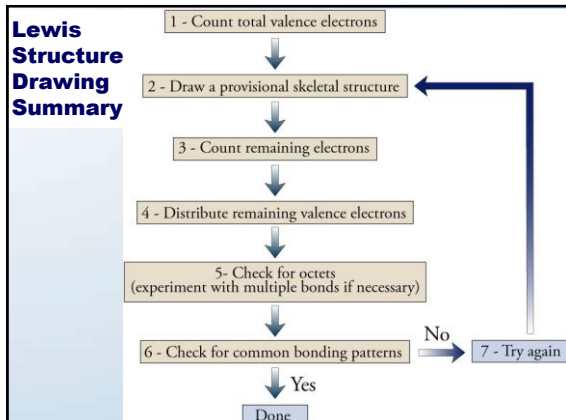 Lewis
Structure
Drawing
Summary
1 - Count total valence electrons
2 - Draw a provisional skeletal structure
3 - Count remaining electrons
4 - Distribute remaining valence electrons
5- Check for octets
(experiment with multiple bonds if necessary)
6 - Check for common bonding patterns
No
7 - Try again
Yes
Done